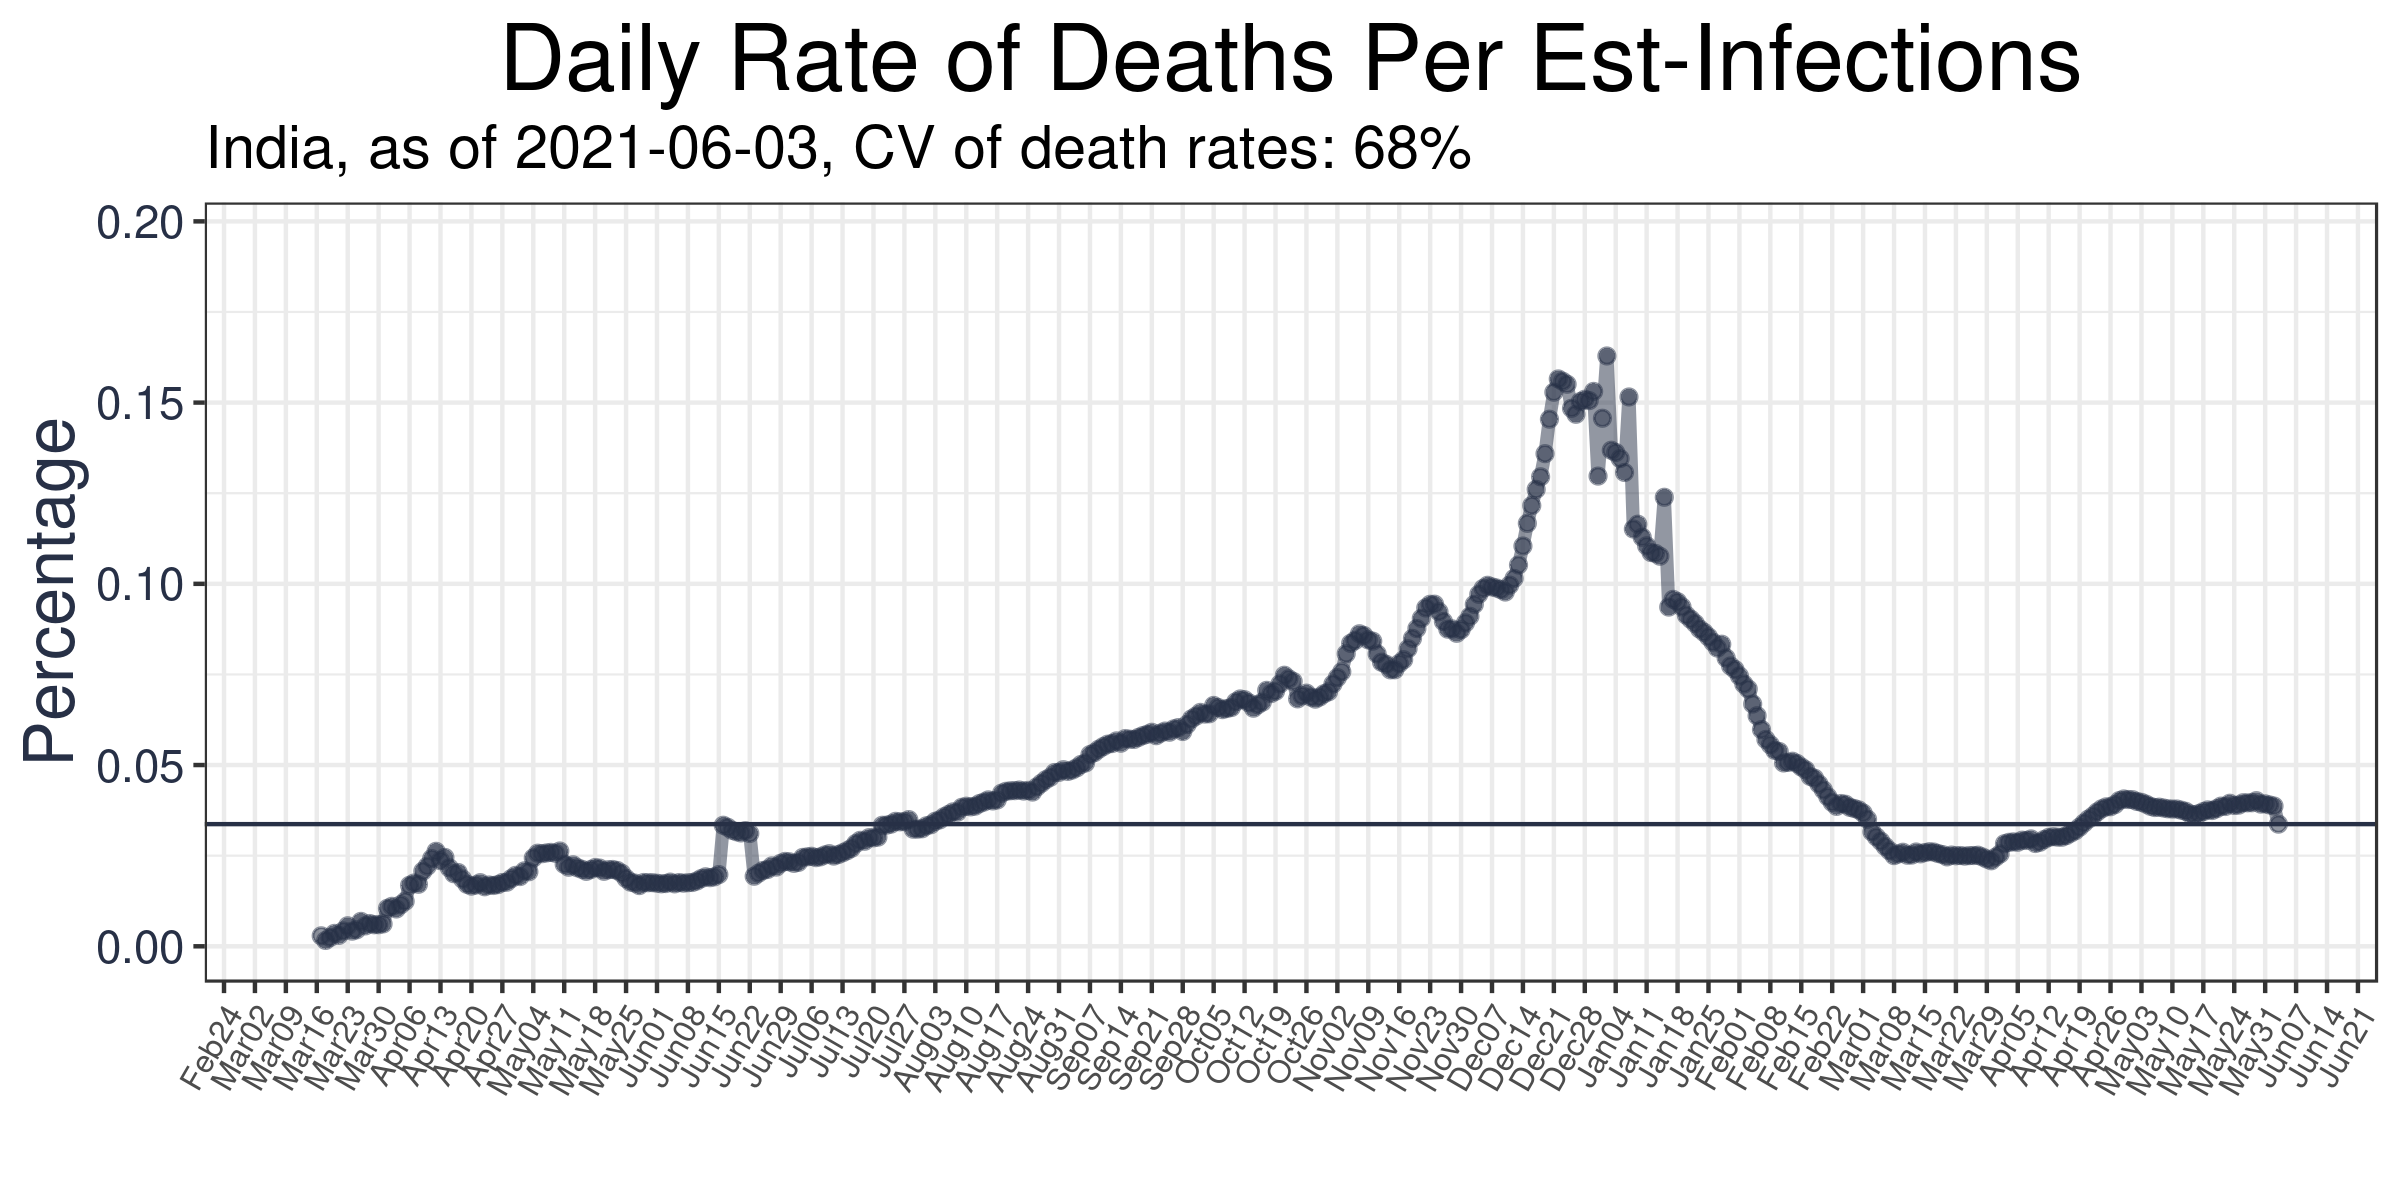 Daily Rate of Deaths Per Est-Infections
India, as of 2021-06-03, CV of death rates: 68%
Percentage
0.20
0.15
0.10
0.05
0.00
Feb24
Mar02
Mar09
Mar16
Mar23
Mar30
Apr06
Apr13
Apr20
Apr27
May04
May11
May18
May25
Jun01
Jun08
Jun15
Jun22
Jun29
Jul06
Jul13
Jul20
Jul27
Aug03
Aug10
Aug17
Aug24
Aug31
Sep07
Sep14
Sep21
Sep28
Oct05
Oct12
Oct19
Oct26
Nov02
Nov09
Nov16
Nov23
Nov30
Dec07
Dec14
Dec21
Dec28
Jan04
Jan11
Jan18
Jan25
Feb01
Feb08
Feb15
Feb22
Mar01
Mar08
Mar15
Mar22
Mar29
Apr05
Apr12
Apr19
Apr26
May03
May10
May17
May24
May31
Jun07
Jun14
Jun21